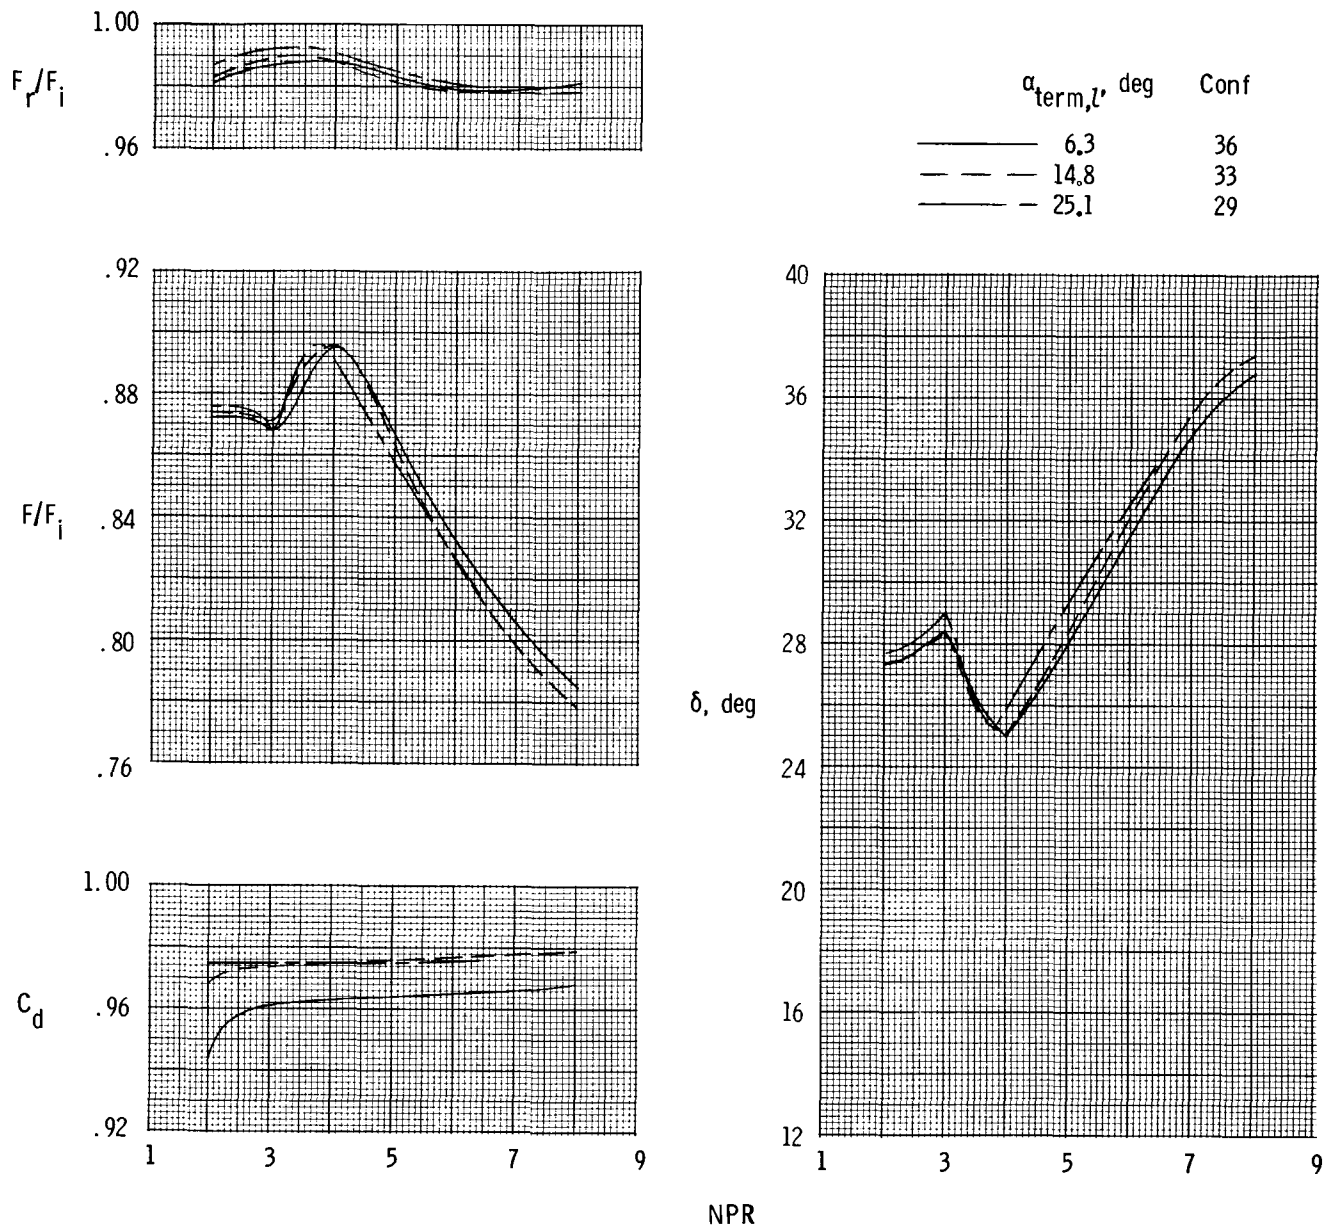 1.00
F_r/F_i
.96
α_term,l, deg Conf
6.3 36
14.8 33
25.1 29
.92
.88
F/F_i
.84
.80
.76
1.00
C_d
.96
.92
1 3 5 7 9
40
36
32
28
δ, deg
24
20
16
12
1 3 5 7 9
NPR